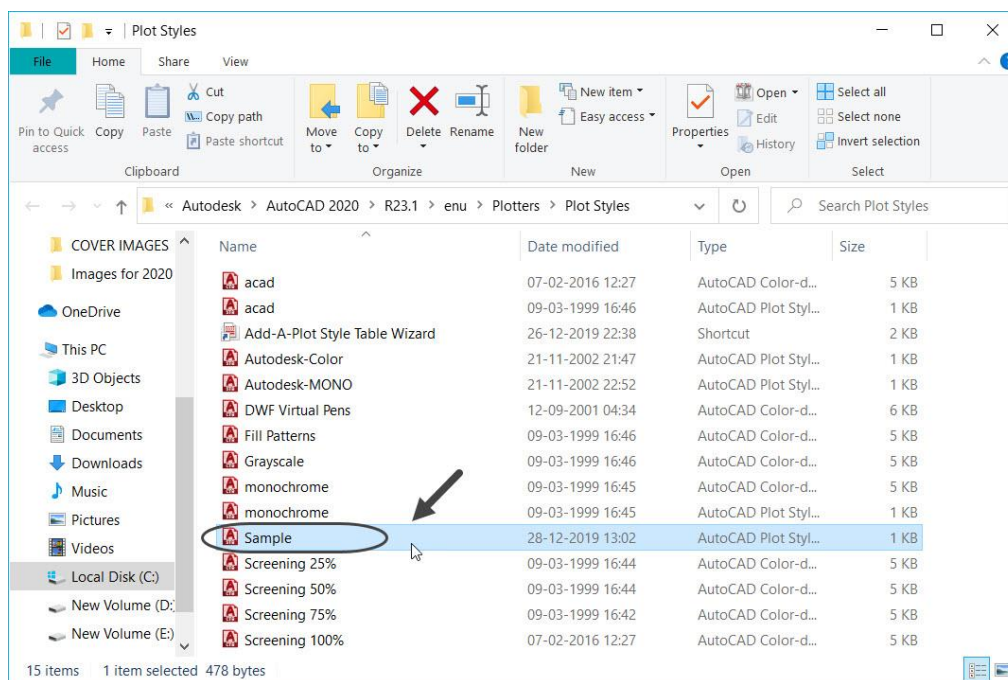 Plot Styles
File Home Share View
Pin to Quick access
Copy
Paste
Cut
Copy path
Paste shortcut
Clipboard
Move to
Copy to
Delete
Rename
Organize
New folder
New item
Easy access
New
Properties
Open
Edit
History
Open
Select all
Select none
Invert selection
Select
« Autodesk > AutoCAD 2020 > R23.1 > enu > Plotters > Plot Styles
Search Plot Styles
COVER IMAGES
Images for 2020
OneDrive
This PC
3D Objects
Desktop
Documents
Downloads
Music
Pictures
Videos
Local Disk (C:)
New Volume (D:)
New Volume (E:)
Name Date modified Type Size
acad 07-02-2016 12:27 AutoCAD Color-d... 5 KB
acad 09-03-1999 16:46 AutoCAD Plot Styl... 1 KB
Add-A-Plot Style Table Wizard 26-12-2019 22:38 Shortcut 2 KB
Autodesk-Color 21-11-2002 21:47 AutoCAD Plot Styl... 1 KB
Autodesk-MONO 21-11-2002 22:52 AutoCAD Plot Styl... 1 KB
DWF Virtual Pens 12-09-2001 04:34 AutoCAD Color-d... 6 KB
Fill Patterns 09-03-1999 16:46 AutoCAD Color-d... 5 KB
Grayscale 09-03-1999 16:46 AutoCAD Color-d... 5 KB
monochrome 09-03-1999 16:45 AutoCAD Color-d... 5 KB
monochrome 09-03-1999 16:45 AutoCAD Plot Styl... 1 KB
Sample 28-12-2019 13:02 AutoCAD Plot Styl... 1 KB
Screening 25% 09-03-1999 16:44 AutoCAD Color-d... 5 KB
Screening 50% 09-03-1999 16:44 AutoCAD Color-d... 5 KB
Screening 75% 09-03-1999 16:42 AutoCAD Color-d... 5 KB
Screening 100% 07-02-2016 12:27 AutoCAD Color-d... 5 KB
15 items 1 item selected 478 bytes